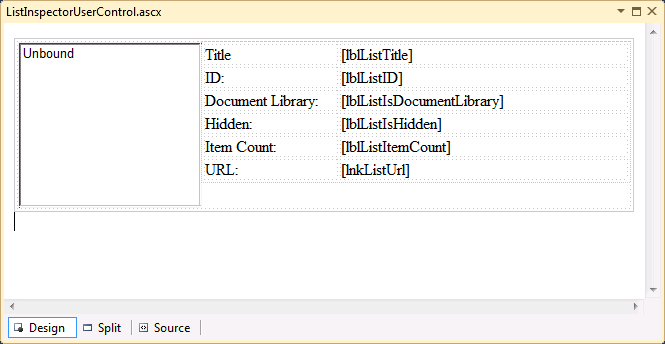 ListInspectorUserControl.ascx
Unbound
Title [lblListTitle]
ID: [lblListID]
Document Library: [lblListIsDocumentLibrary]
Hidden: [lblListIsHidden]
Item Count: [lblListItemCount]
URL: [lnkListUrl]
Design Split Source